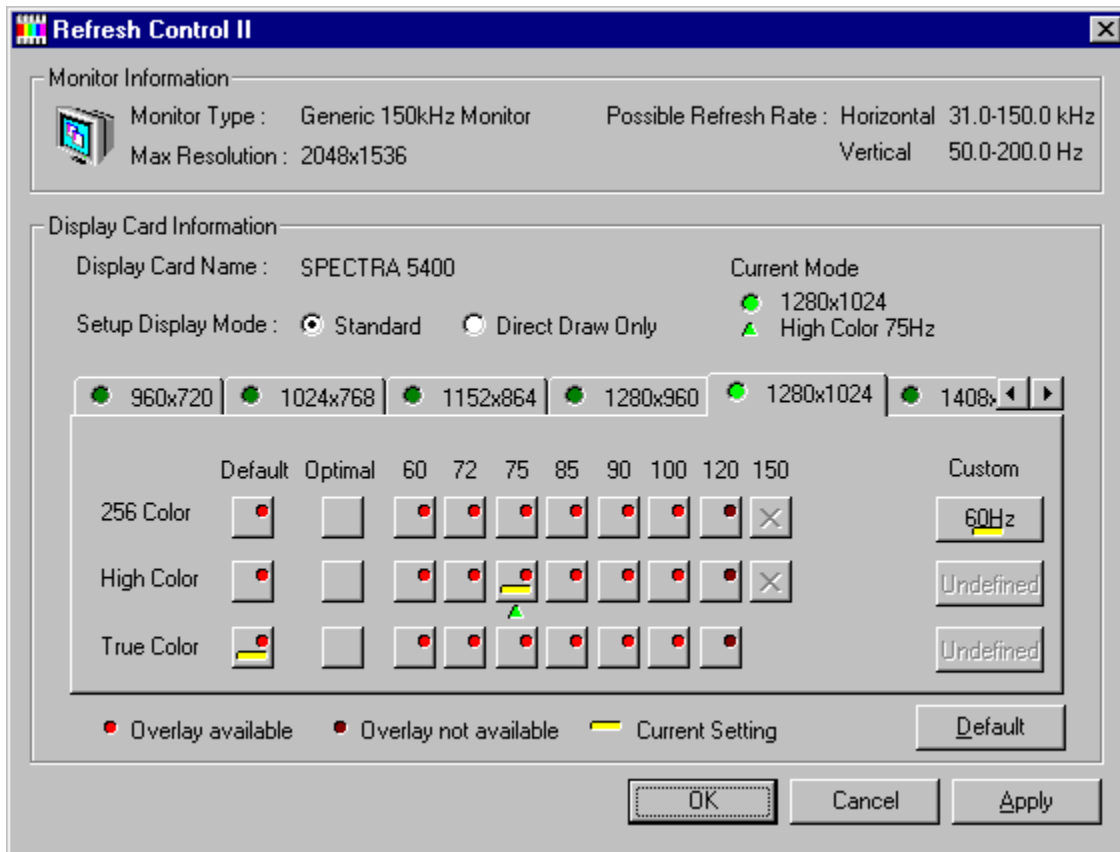 Refresh Control II
Monitor Information
Monitor Type : Generic 150kHz Monitor Possible Refresh Rate : Horizontal 31.0-150.0 kHz
Max Resolution : 2048x1536 Vertical 50.0-200.0 Hz
Display Card Information
Display Card Name : SPECTRA 5400 Current Mode
1280x1024
Setup Display Mode : Standard Direct Draw Only High Color 75Hz
960x720 1024x768 1152x864 1280x960 1280x1024 1408x
Default Optimal 60 72 75 85 90 100 120 150 Custom
256 Color 60Hz
High Color Undefined
True Color Undefined
Overlay available Overlay not available Current Setting Default
OK Cancel Apply